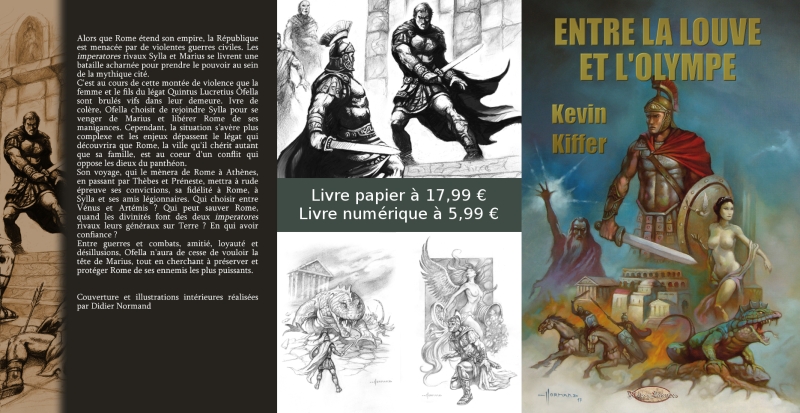 Alors que Rome étend son empire, la République
est menacée par de violentes guerres civiles. Les
imperatores rivaux Sylla et Marius se livrent une
bataille acharnée pour prendre le pouvoir au sein
de la mythique cité.
C'est au cours de cette montée de violence que la
femme et le fils du légat Quintus Lucretius Ofella
sont brulés vifs dans leur demeure. Ivre de
colère, Ofella choisit de rejoindre Sylla pour se
venger de Marius et libérer Rome de ses
manigances. Cependant, la situation s'avère plus
complexe et les enjeux dépassent le légat qui
découvrira que Rome, la ville qu'il chérit autant
que sa famille, est au coeur d'un conflit qui
oppose les dieux du panthéon.
Son voyage, qui le mènera de Rome à Athènes,
en passant par Thèbes et Préneste, mettra à rude
épreuve ses convictions, sa fidélité à Rome, à
Sylla et ses amis légionnaires. Qui choisir entre
Vénus et Artémis ? Qui peut sauver Rome,
quand les divinités font des deux imperatores
rivaux leurs généraux sur Terre ? En qui avoir
confiance ?
Entre guerres et combats, amitié, loyauté et
désillusions, Ofella n'aura de cesse de vouloir la
tête de Marius, tout en cherchant à préserver et
protéger Rome de ses ennemis les plus puissants.
Couverture et illustrations intérieures réalisées
par Didier Normand
Livre papier à 17,99 €
Livre numérique à 5,99 €
ENTRE LA LOUVE
ET L'OLYMPE
Kevin
Kiffer